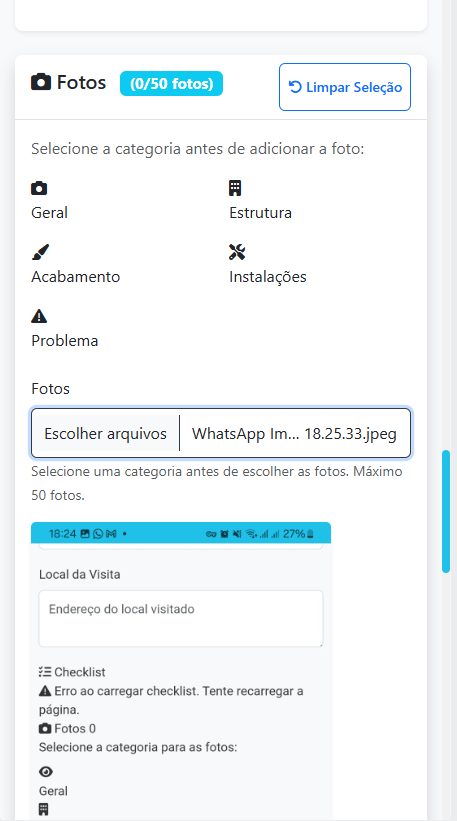 Fotos (0/50 fotos) Limpar Seleção
Selecione a categoria antes de adicionar a foto:
Geral Estrutura
Acabamento Instalações
Problema
Fotos
Escolher arquivos WhatsApp Im... 18.25.33.jpeg
Selecione uma categoria antes de escolher as fotos. Máximo
50 fotos.
18:24 27%
Local da Visita
Endereço do local visitado
Checklist
Erro ao carregar checklist. Tente recarregar a
página.
Fotos 0
Selecione a categoria para as fotos:
Geral